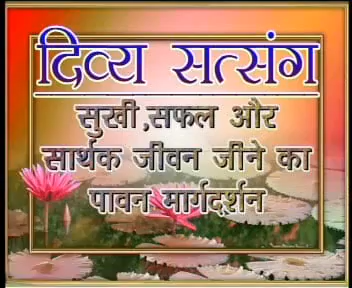 दिव्य सत्संग
सुखी,सफल और
सार्थक जीवन जीने का
पावन मार्गदर्शन